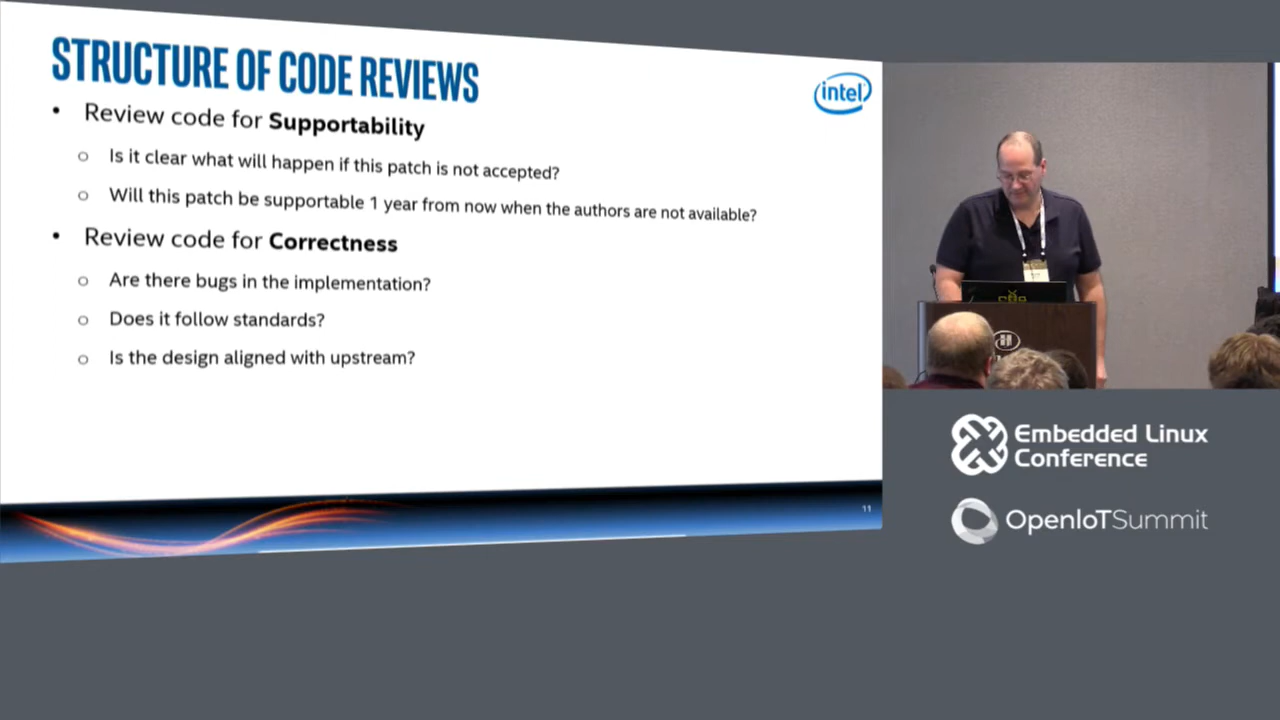 STRUCTURE OF CODE REVIEWS
intel
• Review code for Supportability
o Is it clear what will happen if this patch is not accepted?
o Will this patch be supportable 1 year from now when the authors are not available?
• Review code for Correctness
o Are there bugs in the implementation?
o Does it follow standards?
o Is the design aligned with upstream?
11
Embedded Linux
Conference
OpenIoTSummit